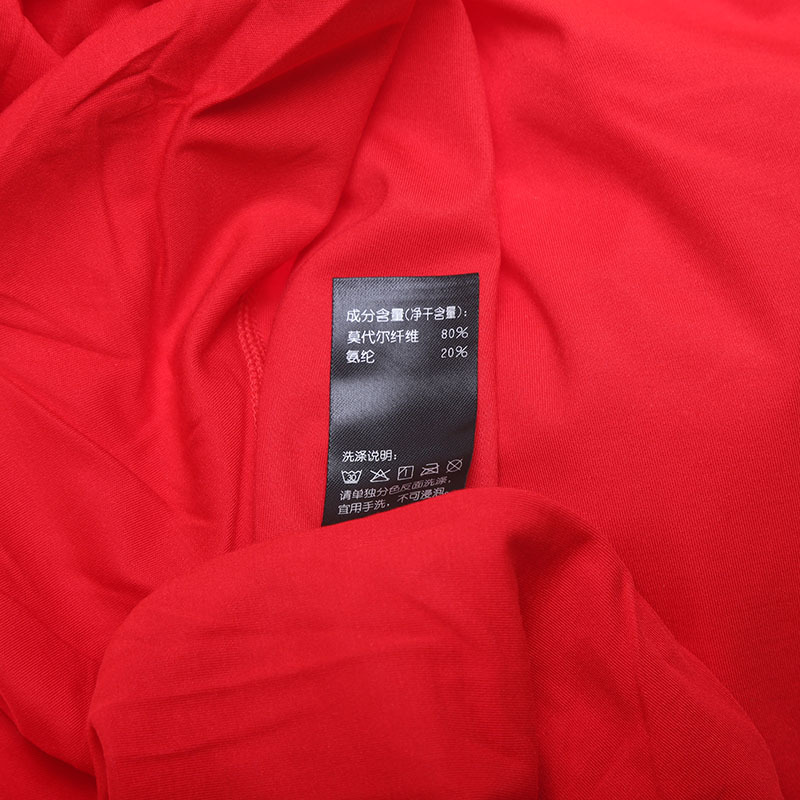 成分含量(净干含量):
莫代尔纤维 80%
氨纶 20%
洗涤说明:
30
请单独分色反面洗涤,
宜用手洗,不可浸泡